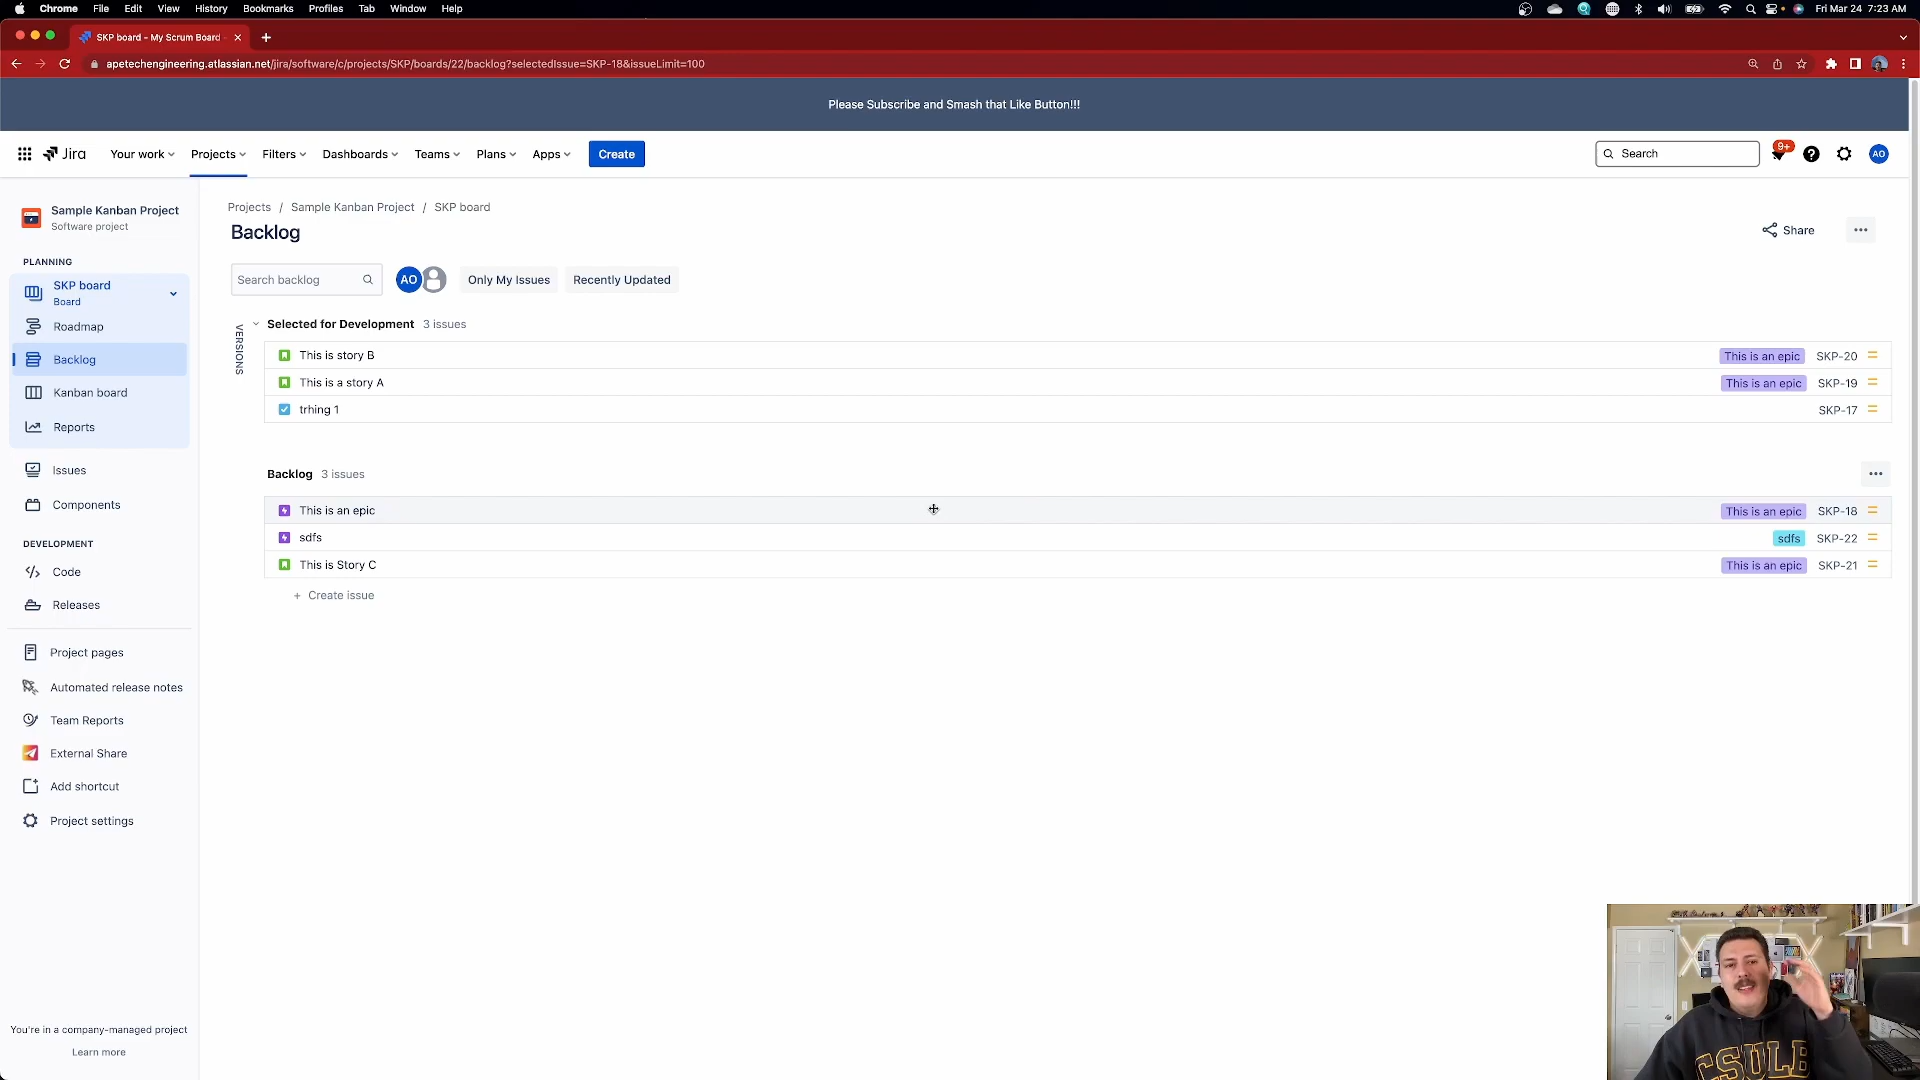 Chrome File Edit View History Bookmarks Profiles Tab Window Help Fri Mar 24 7:23 AM
SKP board - My Scrum Board -
apetechengineering.atlassian.net/jira/software/c/projects/SKP/boards/22/backlog?selectedIssue=SKP-18&issueLimit=100
Please Subscribe and Smash that Like Button!!!
Jira Your work Projects Filters Dashboards Teams Plans Apps Create Search 9+ AO
Sample Kanban Project
Software project
PLANNING
SKP board
Board
Roadmap
Backlog
Kanban board
Reports
Issues
Components
DEVELOPMENT
Code
Releases
Project pages
Automated release notes
Team Reports
External Share
Add shortcut
Project settings
You're in a company-managed project
Learn more
Projects / Sample Kanban Project / SKP board
Backlog
Share
Search backlog AO Only My Issues Recently Updated
VERSIONS
Selected for Development 3 issues
This is story B This is an epic SKP-20
This is a story A This is an epic SKP-19
trhing 1 SKP-17
Backlog 3 issues
This is an epic This is an epic SKP-18
sdfs sdfs SKP-22
This is Story C This is an epic SKP-21
+ Create issue
CSULB